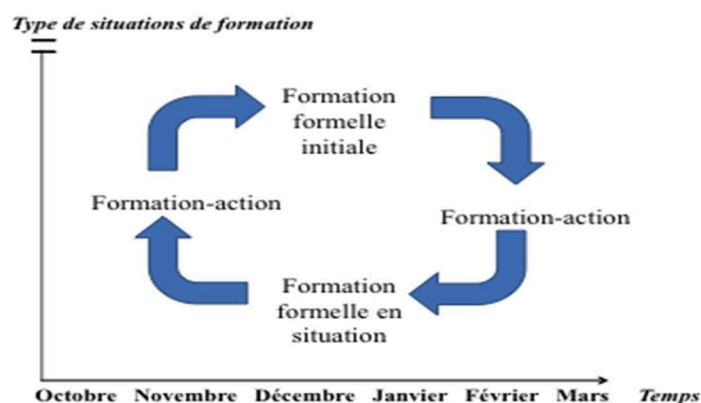 Type de situations de formation
Formation
formelle
initiale
Formation-action
Formation-action
Formation
formelle en
situation
Octobre Novembre Décembre Janvier Février Mars Temps